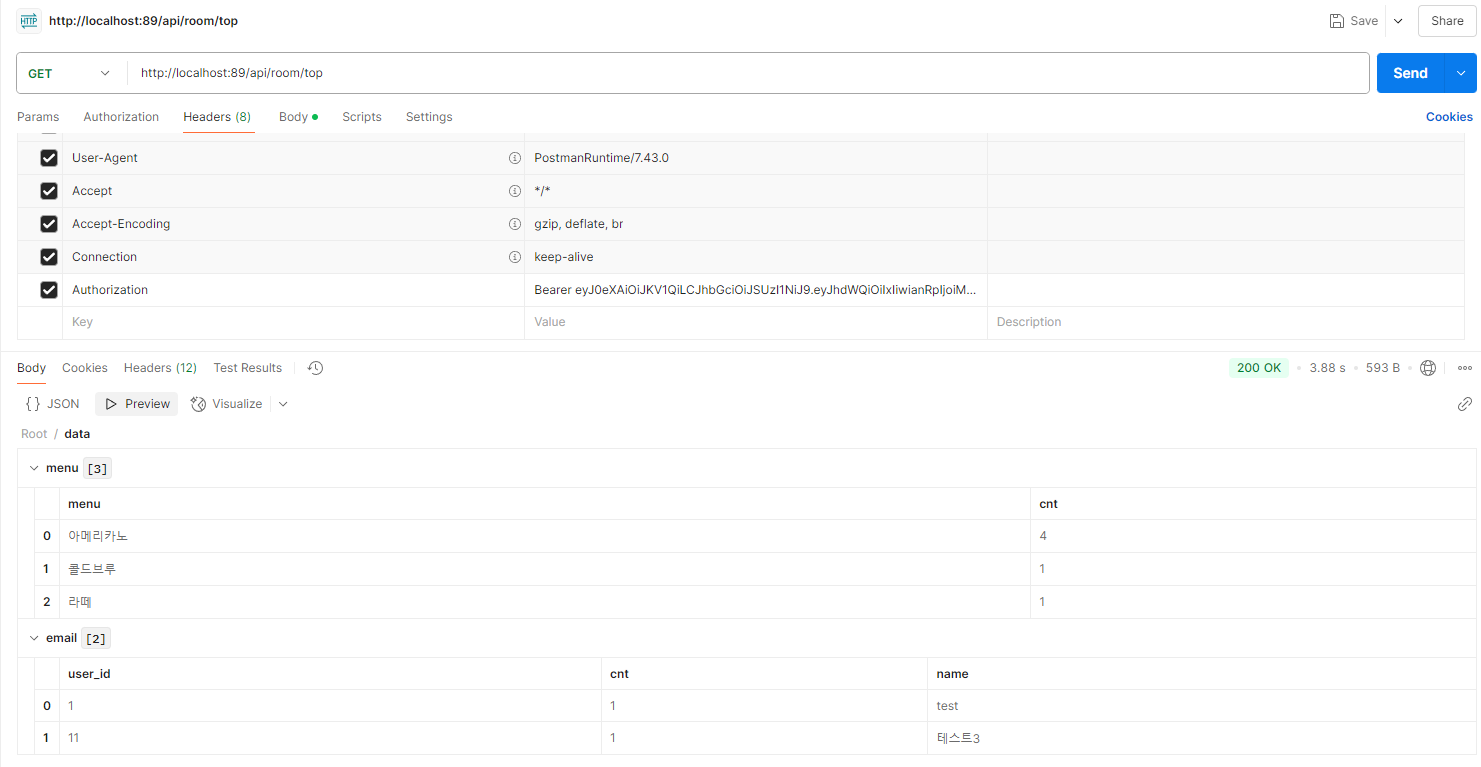 HTTP http://localhost:89/api/room/top Save Share
GET http://localhost:89/api/room/top Send
Params Authorization Headers (8) Body Scripts Settings Cookies
User-Agent PostmanRuntime/7.43.0
Accept */*
Accept-Encoding gzip, deflate, br
Connection keep-alive
Authorization Bearer eyJ0eXAiOiJKV1QiLCJhbGciOiJSUzI1NiJ9.eyJhdWQiOiIxIiwianRpIjoiM...
Key Value Description
Body Cookies Headers (12) Test Results 200 OK • 3.88 s • 593 B •
{} JSON Preview Visualize
Root / data
menu [3]
menu cnt
0 아메리카노 4
1 콜드브루 1
2 라떼 1
email [2]
user_id cnt name
0 1 1 test
1 11 1 테스트3